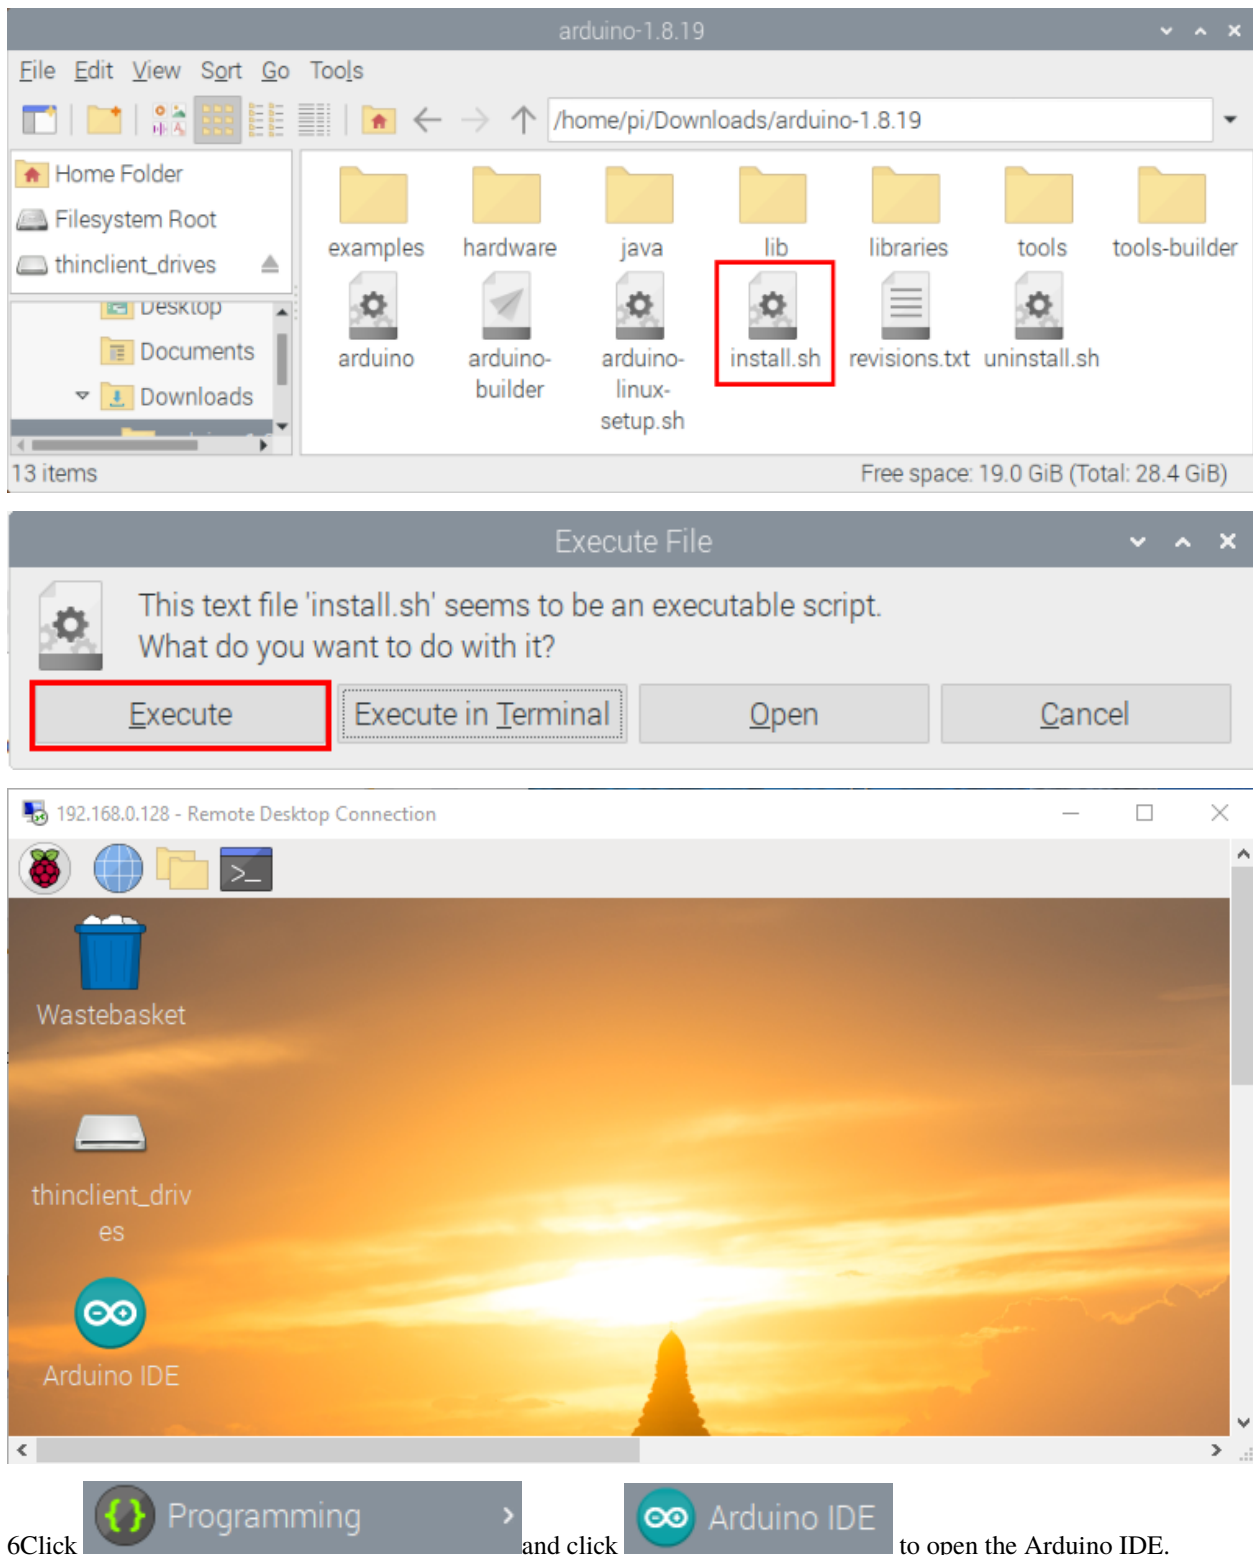 arduino-1.8.19
File Edit View Sort Go Tools
/home/pi/Downloads/arduino-1.8.19
Home Folder
Filesystem Root
thinclient_drives
Desktop
Documents
Downloads
examples hardware java lib libraries tools tools-builder
arduino arduino-builder arduino-linux-setup.sh install.sh revisions.txt uninstall.sh
13 items
Free space: 19.0 GiB (Total: 28.4 GiB)
Execute File
This text file 'install.sh' seems to be an executable script.
What do you want to do with it?
Execute Execute in Terminal Open Cancel
192.168.0.128 - Remote Desktop Connection
>_
Wastebasket
thinclient_driv
es
Arduino IDE
6Click {} Programming > and click Arduino IDE to open the Arduino IDE.